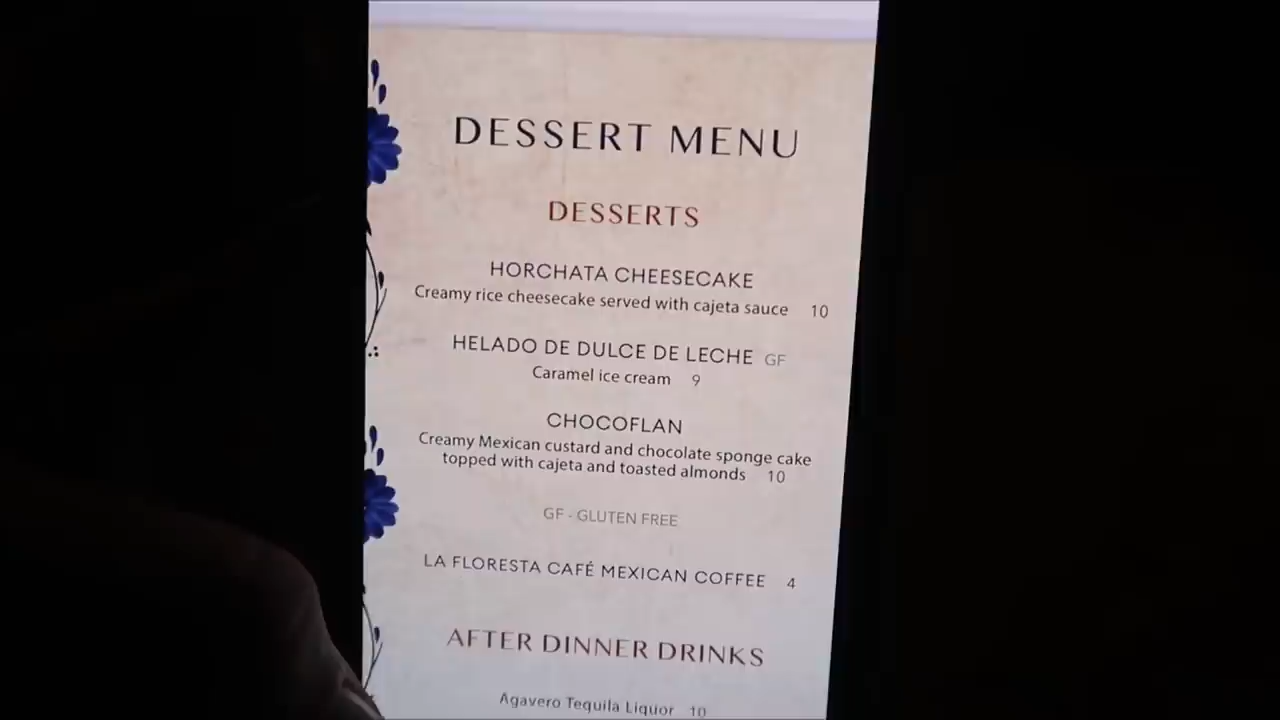 DESSERT MENU
DESSERTS
HORCHATA CHEESECAKE
Creamy rice cheesecake served with cajeta sauce 10
HELADO DE DULCE DE LECHE GF
Caramel ice cream 9
CHOCOFLAN
Creamy Mexican custard and chocolate sponge cake
topped with cajeta and toasted almonds 10
GF - GLUTEN FREE
LA FLORESTA CAFÉ MEXICAN COFFEE 4
AFTER DINNER DRINKS
Agavero Tequila Liquor 10